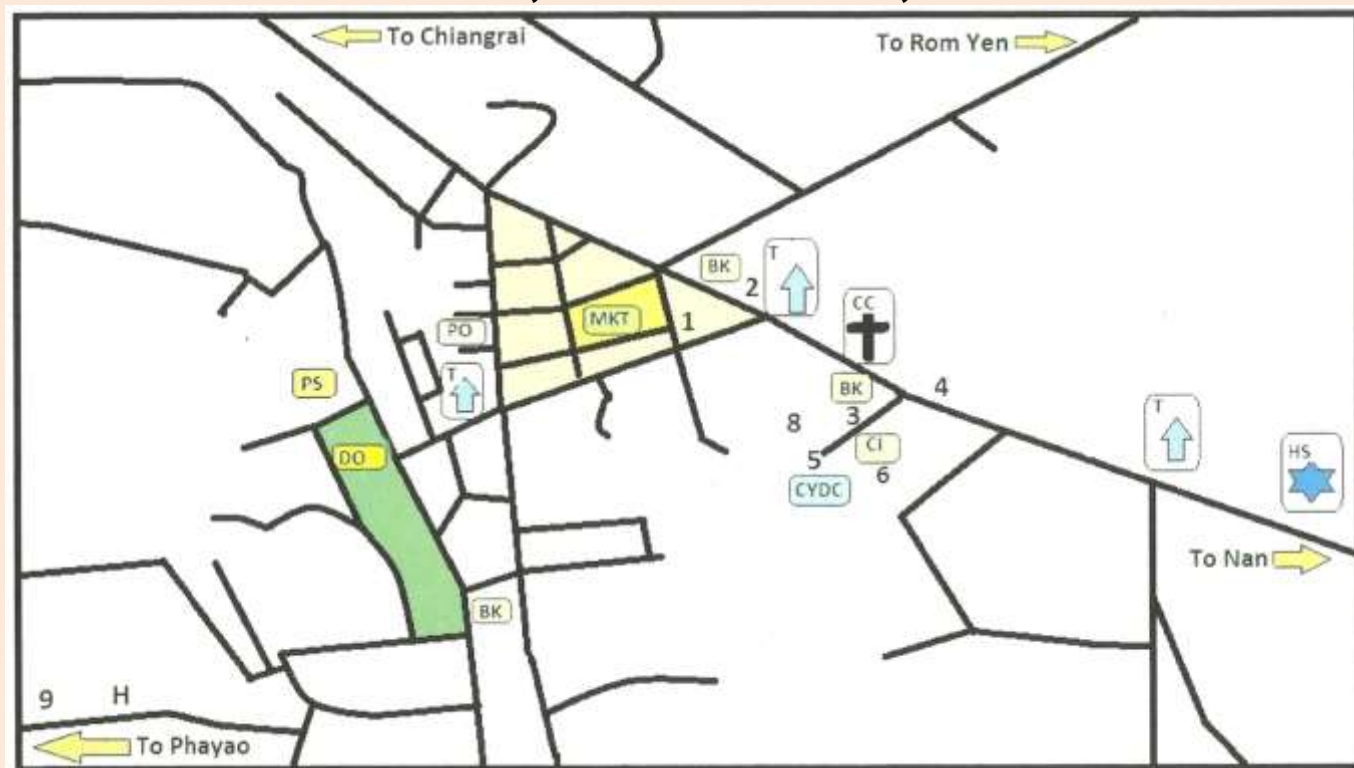 To Chiangrai
To Rom Yen
BK
T
2
CC
MKT
1
PO
T
PS
BK
4
3
8
T
DO
CI
5
6
HS
CYDC
To Nan
BK
9
H
To Phayao